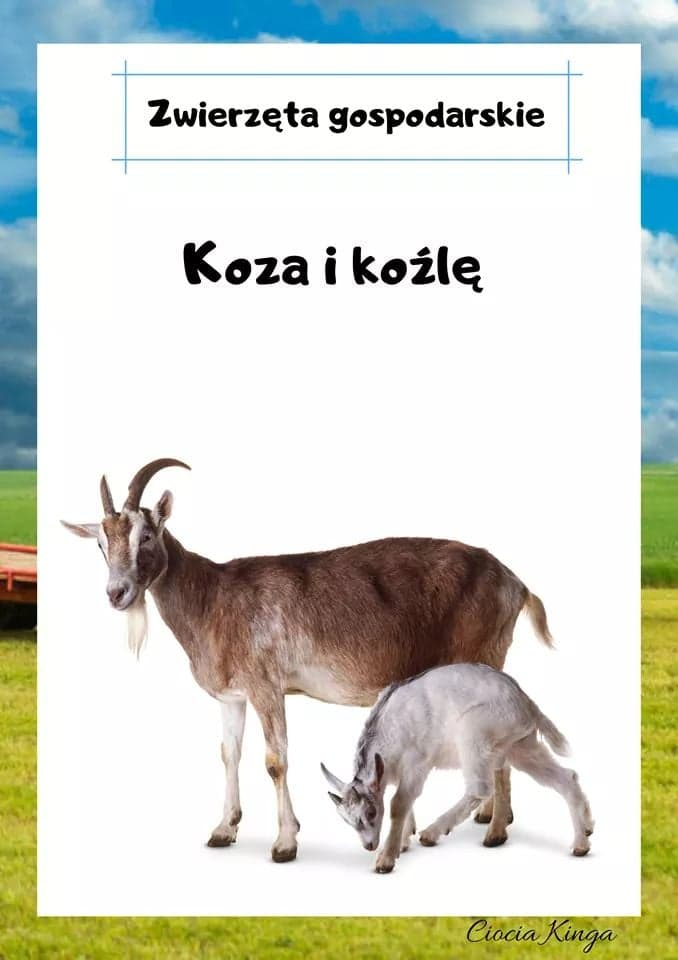 Zwierzęta gospodarskie
Koza i koźlę
Ciocia Kinga